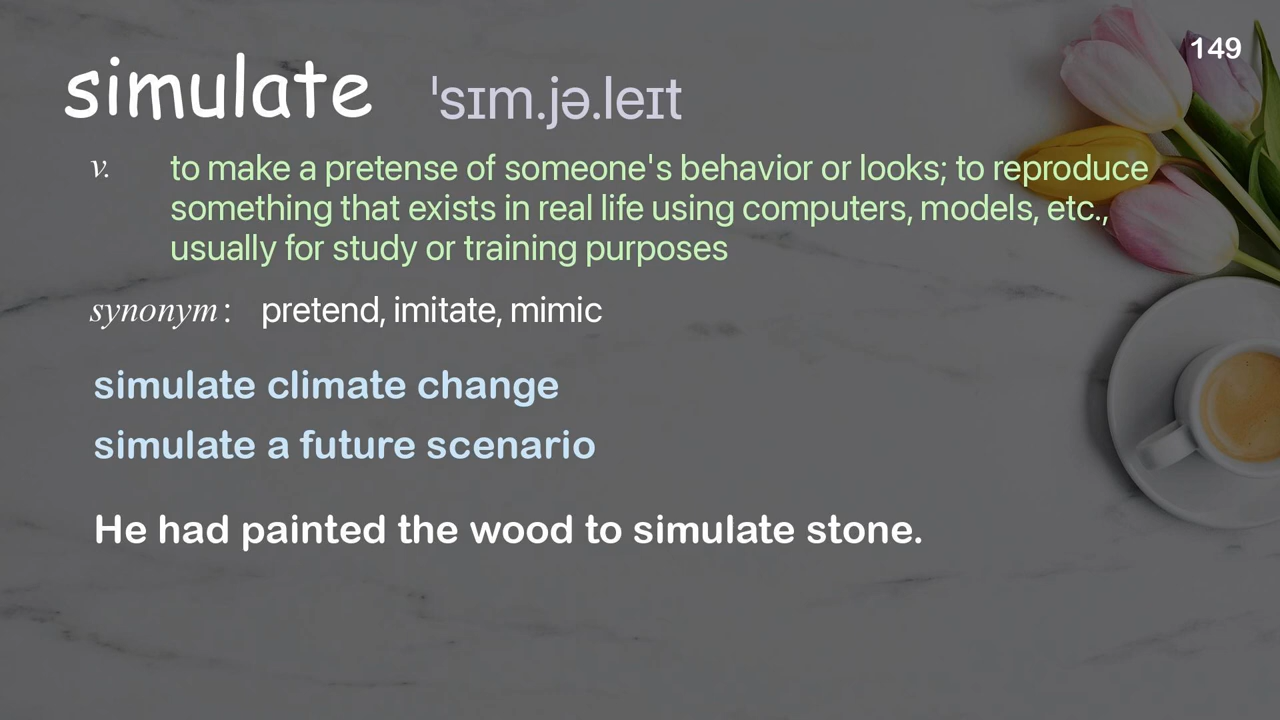 149
simulate ˈsɪm.jə.leɪt
v. to make a pretense of someone's behavior or looks; to reproduce
something that exists in real life using computers, models, etc.,
usually for study or training purposes
synonym: pretend, imitate, mimic
simulate climate change
simulate a future scenario
He had painted the wood to simulate stone.